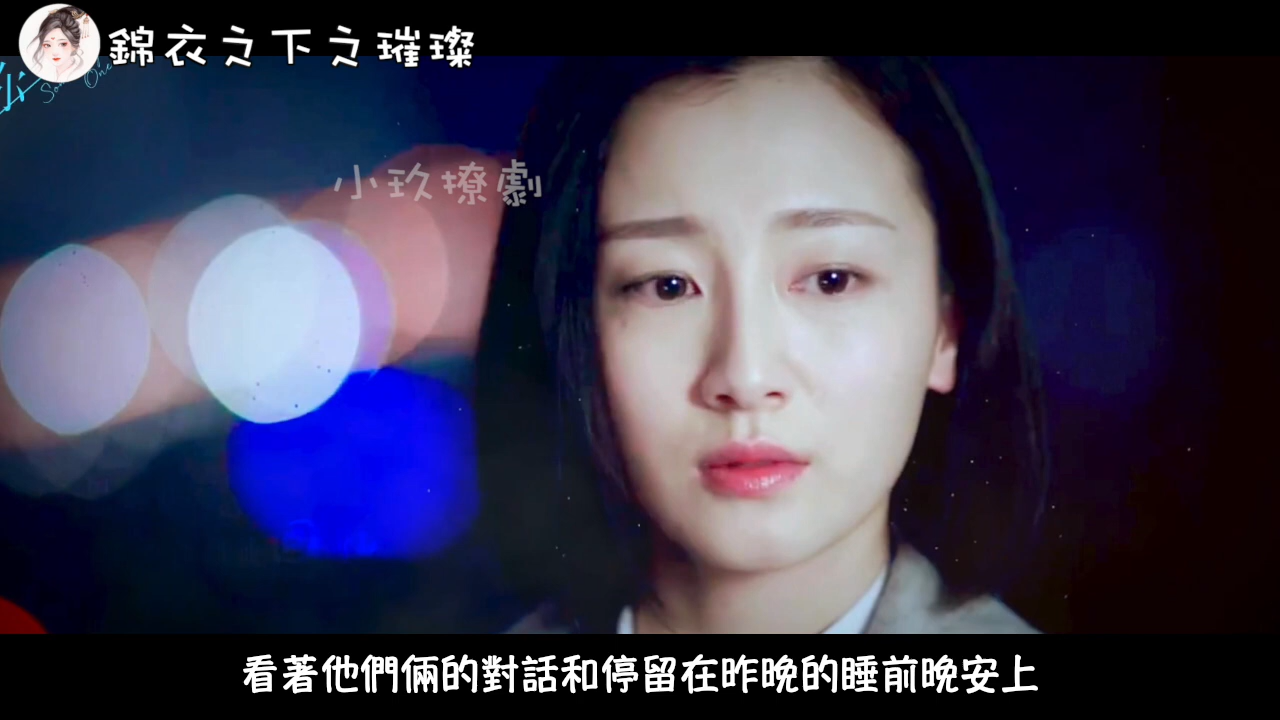 錦衣之下之璀璨
One
小玖撩劇
看著他們倆的對話和停留在昨晚的睡前晚安上